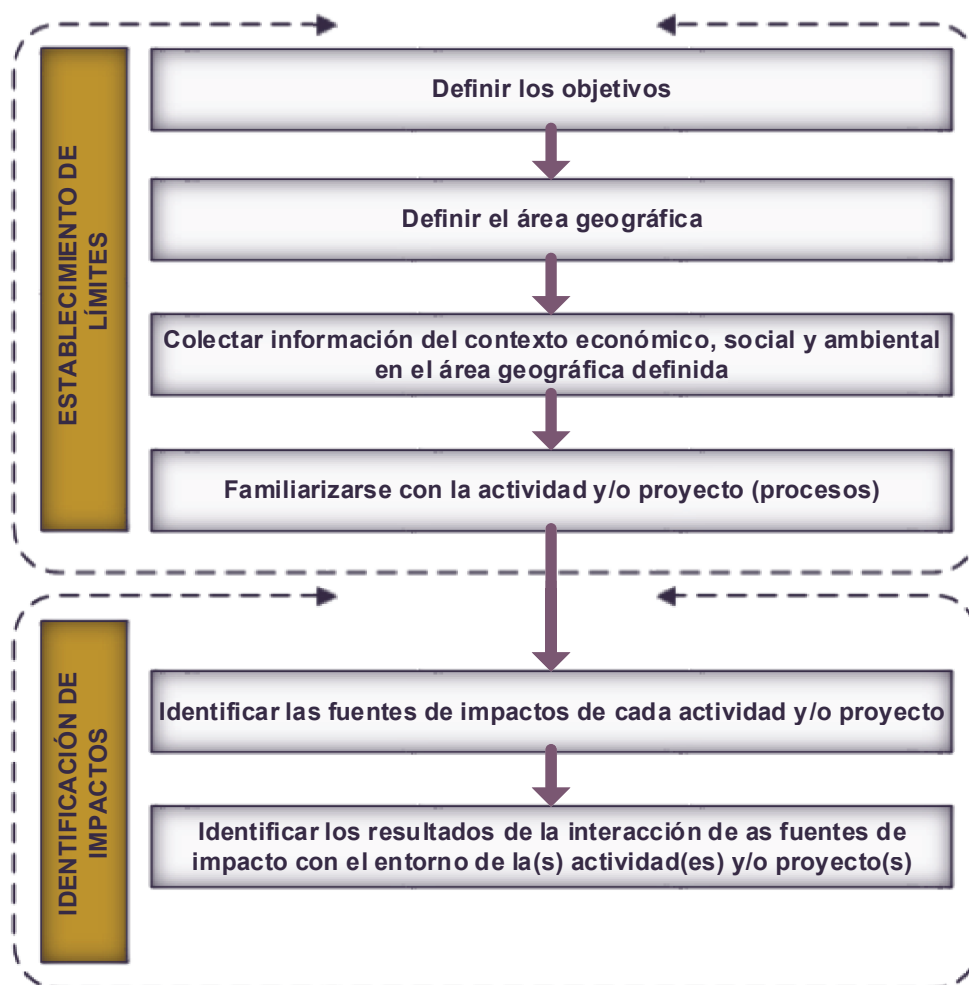 ESTABLECIMIENTO DE
LÍMITES
Definir los objetivos
Definir el área geográfica
Colectar información del contexto económico, social y ambiental
en el área geográfica definida
Familiarizarse con la actividad y/o proyecto (procesos)
IDENTIFICACIÓN DE
IMPACTOS
Identificar las fuentes de impactos de cada actividad y/o proyecto
Identificar los resultados de la interacción de as fuentes de
impacto con el entorno de la(s) actividad(es) y/o proyecto(s)